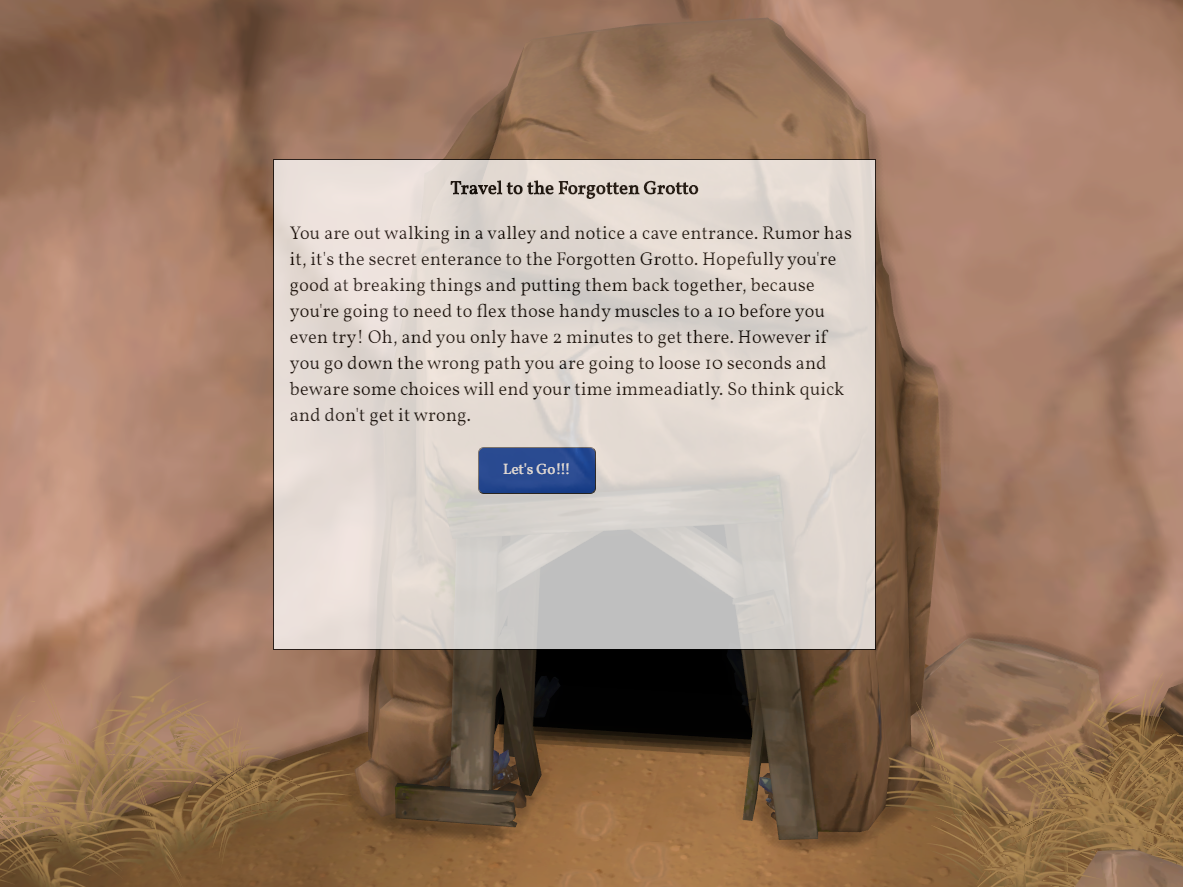 Travel to the Forgotten Grotto
You are out walking in a valley and notice a cave entrance. Rumor has
it, it's the secret enterance to the Forgotten Grotto. Hopefully you're
good at breaking things and putting them back together, because
you're going to need to flex those handy muscles to a 10 before you
even try! Oh, and you only have 2 minutes to get there. However if
you go down the wrong path you are going to loose 10 seconds and
beware some choices will end your time immeadiatly. So think quick
and don't get it wrong.
Let's Go!!!